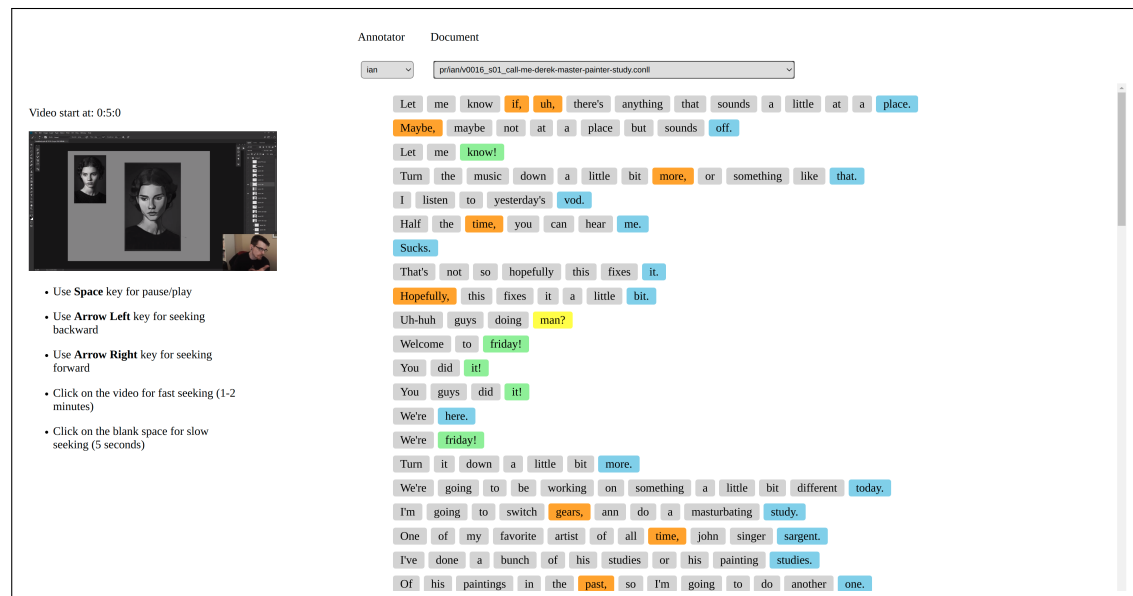 Annotator Document
ian pr/ian/v0016_s01_call-me-derek-master-painter-study.conll
Video start at: 0:5:0
• Use Space key for pause/play
• Use Arrow Left key for seeking
backward
• Use Arrow Right key for seeking
forward
• Click on the video for fast seeking (1-2
minutes)
• Click on the blank space for slow
seeking (5 seconds)
Let me know if, uh, there's anything that sounds a little at a place.
Maybe, maybe not at a place but sounds off.
Let me know!
Turn the music down a little bit more, or something like that.
I listen to yesterday's vod.
Half the time, you can hear me.
Sucks.
That's not so hopefully this fixes it.
Hopefully, this fixes it a little bit.
Uh-huh guys doing man?
Welcome to friday!
You did it!
You guys did it!
We're here.
We're friday!
Turn it down a little bit more.
We're going to be working on something a little bit different today.
I'm going to switch gears, ann do a masturbating study.
One of my favorite artist of all time, john singer sargent.
I've done a bunch of his studies or his painting studies.
Of his paintings in the past, so I'm going to do another one.